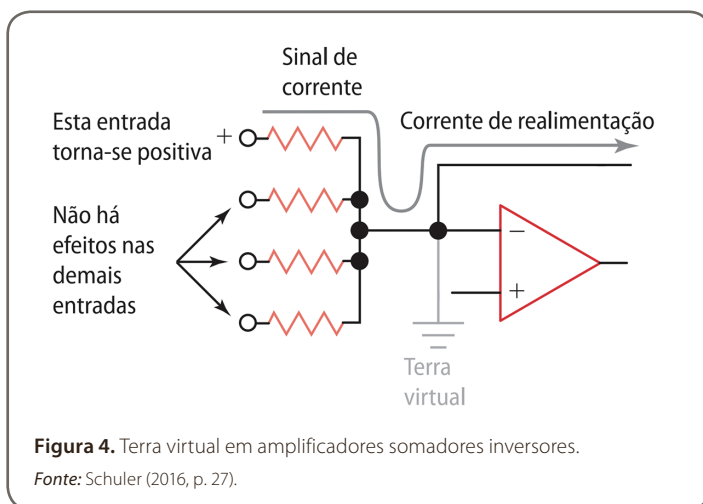 Sinal de
corrente
Esta entrada +
torna-se positiva
Corrente de realimentação
Não há
efeitos nas
demais
entradas
−
+
Terra
virtual
Figura 4. Terra virtual em amplificadores somadores inversores.
Fonte: Schuler (2016, p. 27).